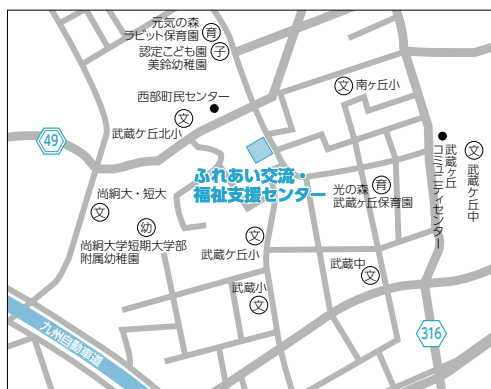 元気の森
ラビット保育園
育
認定こども園
美鈴幼稚園
子
西部町民センター
文
武蔵ケ丘北小
文
南ヶ丘小
49
ふれあい交流・
福祉支援センター
尚絅大・短大
文
幼
尚絅大学短期大学部
附属幼稚園
光の森
武蔵ヶ丘保育園
育
武蔵ケ丘
コミュニティセンター
文
武蔵ケ丘中
文
武蔵ケ丘小
武蔵中
文
武蔵小
文
九州自動車道
316